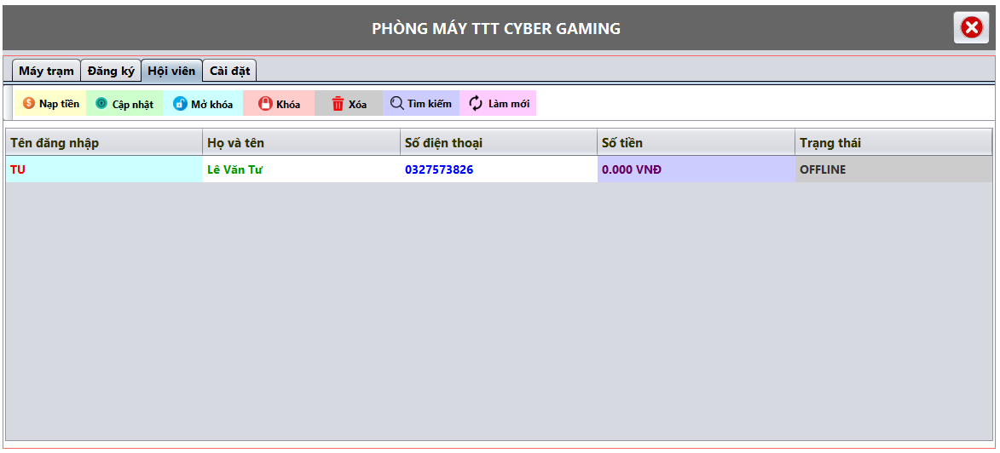 PHÒNG MÁY TTT CYBER GAMING
Máy trạm Đăng ký Hội viên Cài đặt
Nạp tiền Cập nhật Mở khóa Khóa Xóa Tìm kiếm Làm mới
Tên đăng nhập Họ và tên Số điện thoại Số tiền Trạng thái
TU Lê Văn Tư 0327573826 0.000 VNĐ OFFLINE